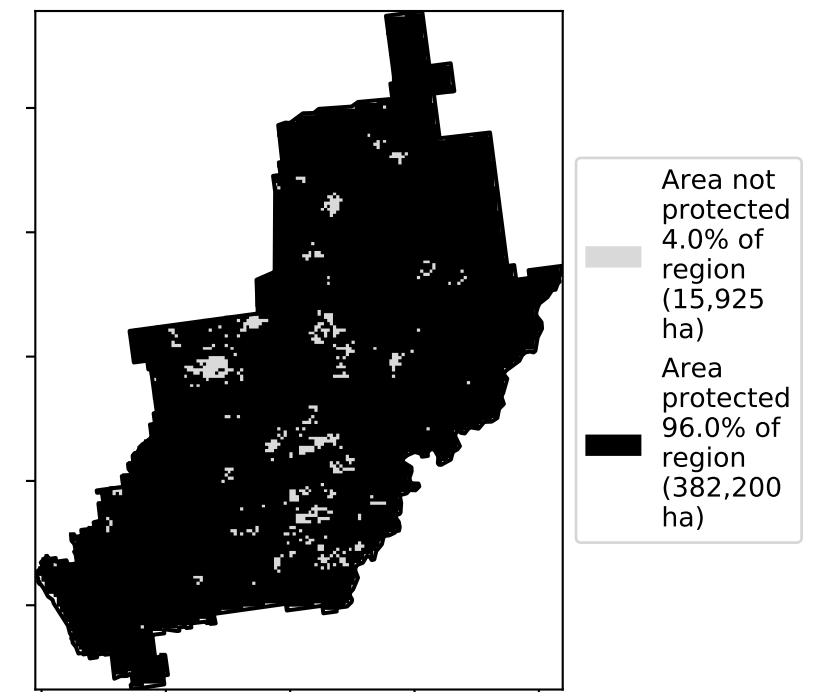 Area not
protected
4.0% of
region
(15,925
ha)
Area
protected
96.0% of
region
(382,200
ha)